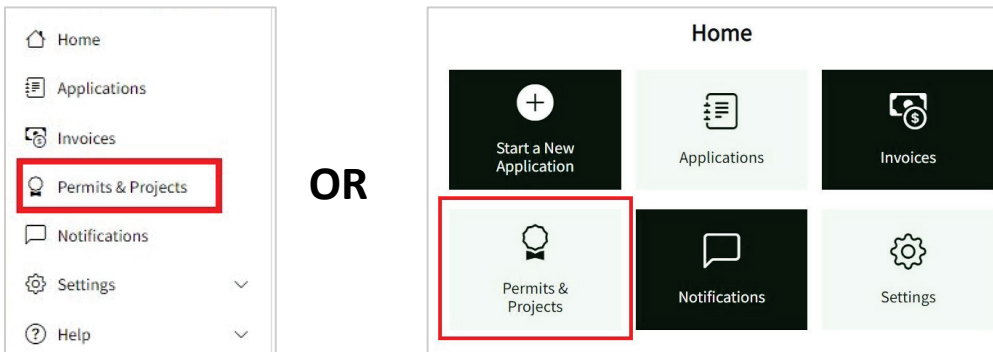 Home
Applications
Invoices
Permits & Projects
Notifications
Settings
Help
OR
Home
Start a New
Application
Applications
Invoices
Permits &
Projects
Notifications
Settings